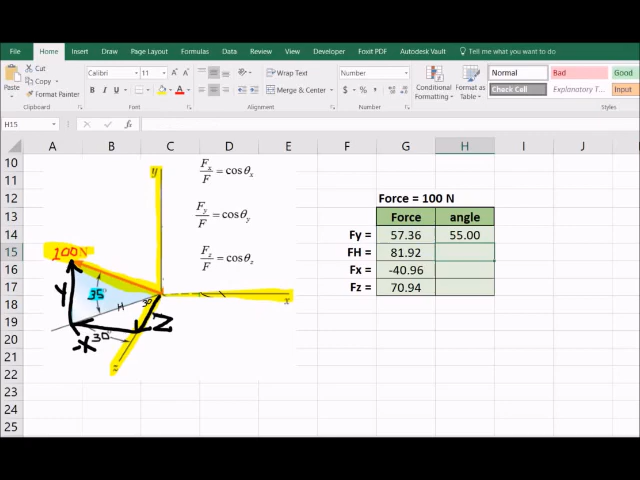 File Home Insert Draw Page Layout Formulas Data Review View Developer Foxit PDF Autodesk Vault Tell me what you want to do
Cut
Copy
Format Painter
Paste
Clipboard
Calibri 11 A A
B I U
Font
Wrap Text
Merge & Center
Alignment
Number
$ % ,
Number
Conditional Formatting
Format as Table
Normal Bad Good
Check Cell Explanatory T... Input
Styles
H15 fx
A B C D E F G H I J K
10
11
12
13
14
15
16
17
18
19
20
21
22
23
24
25
y
100N
Y
35°
H
30
Z
-X
30
x
z
Fx/F = cosθx
Fy/F = cosθy
Fz/F = cosθz
Force = 100 N
Force angle
Fy = 57.36 55.00
FH = 81.92
Fx = -40.96
Fz = 70.94